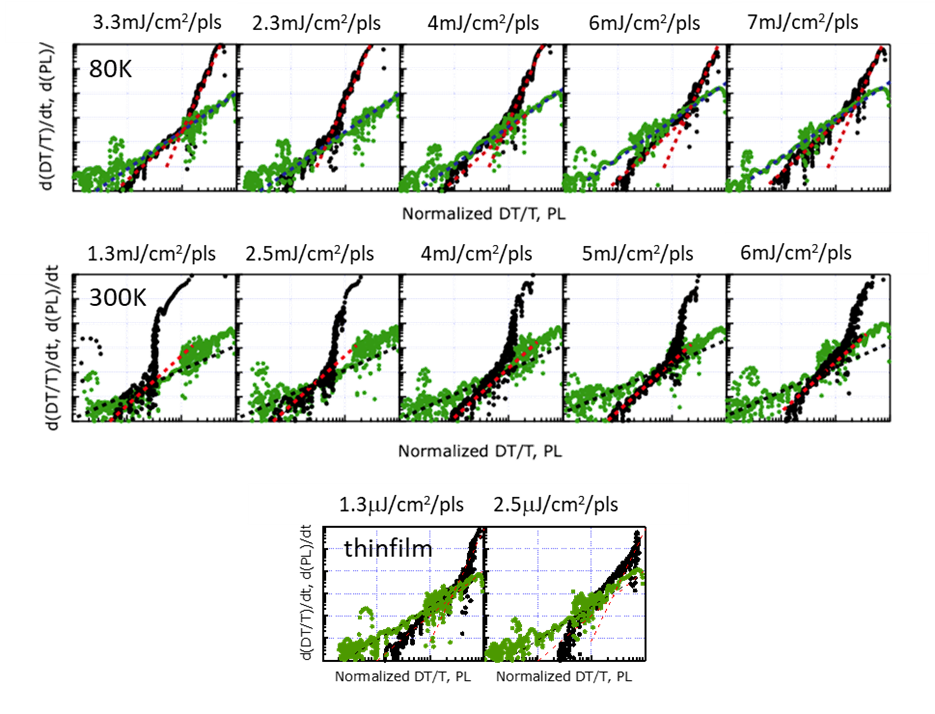 3.3mJ/cm²/pls 2.3mJ/cm²/pls 4mJ/cm²/pls 6mJ/cm²/pls 7mJ/cm²/pls
d(DT/T)/dt, d(PL)/
80K
Normalized DT/T, PL
1.3mJ/cm²/pls 2.5mJ/cm²/pls 4mJ/cm²/pls 5mJ/cm²/pls 6mJ/cm²/pls
d(DT/T)/dt, d(PL)/dt
300K
Normalized DT/T, PL
1.3μJ/cm²/pls 2.5μJ/cm²/pls
d(DT/T)/dt, d(PL)/dt
thinfilm
Normalized DT/T, PL Normalized DT/T, PL